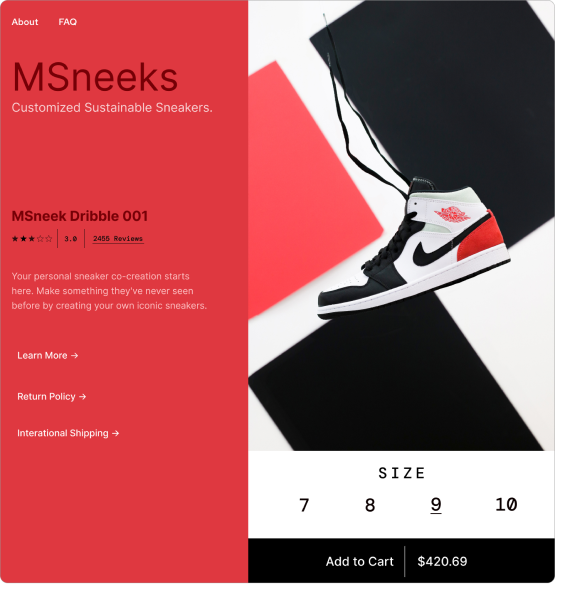 About FAQ
MSneeks
Customized Sustainable Sneakers.
MSneek Dribble 001
3.0 2455 Reviews
Your personal sneaker co-creation starts
here. Make something they've never seen
before by creating your own iconic sneakers.
Learn More →
Return Policy →
Interational Shipping →
SIZE
7 8 9 10
Add to Cart $420.69